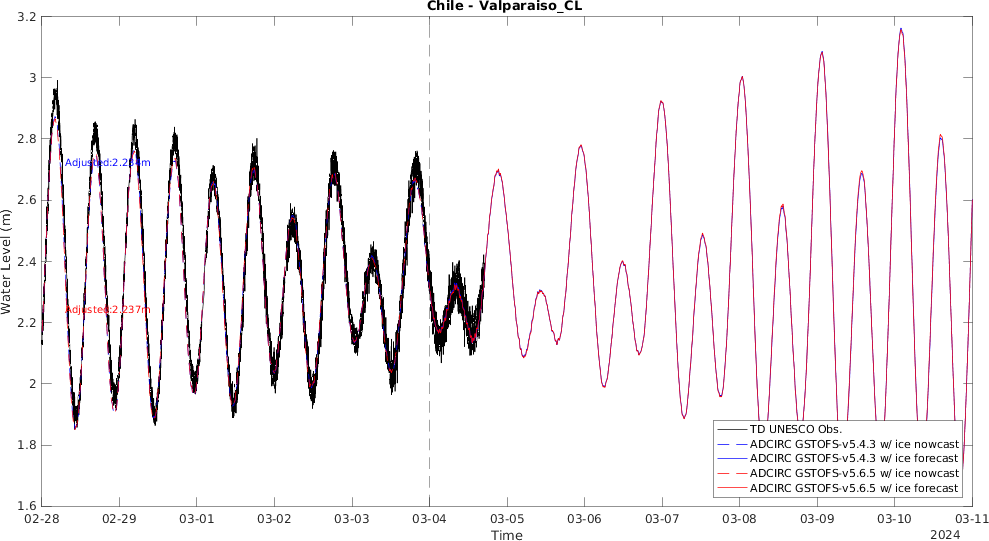 Chile - Valparaiso_CL
3.2
3
2.8
2.6
2.4
2.2
2
1.8
1.6
Water Level (m)
Adjusted:2.234m
Adjusted:2.237m
TD UNESCO Obs.
ADCIRC GSTOFS-v5.4.3 w/ ice nowcast
ADCIRC GSTOFS-v5.4.3 w/ ice forecast
ADCIRC GSTOFS-v5.6.5 w/ ice nowcast
ADCIRC GSTOFS-v5.6.5 w/ ice forecast
02-28 02-29 03-01 03-02 03-03 03-04 03-05 03-06 03-07 03-08 03-09 03-10 03-11
Time
2024